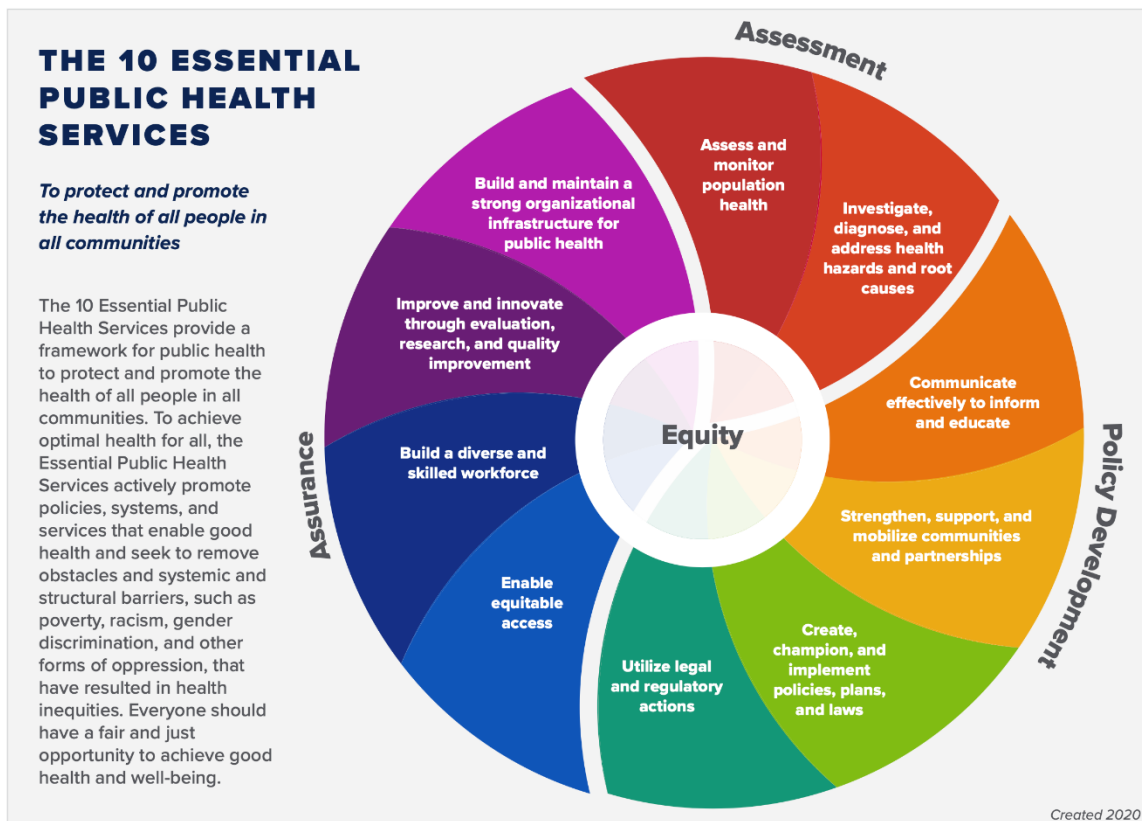 THE 10 ESSENTIAL
PUBLIC HEALTH
SERVICES
To protect and promote
the health of all people in
all communities
The 10 Essential Public
Health Services provide a
framework for public health
to protect and promote the
health of all people in all
communities. To achieve
optimal health for all, the
Essential Public Health
Services actively promote
policies, systems, and
services that enable good
health and seek to remove
obstacles and systemic and
structural barriers, such as
poverty, racism, gender
discrimination, and other
forms of oppression, that
have resulted in health
inequities. Everyone should
have a fair and just
opportunity to achieve good
health and well-being.
Assessment
Assess and
monitor
population
health
Investigate,
diagnose, and
address health
hazards and root
causes
Policy Development
Communicate
effectively to inform
and educate
Strengthen, support, and
mobilize communities
and partnerships
Create,
champion, and
implement
policies, plans,
and laws
Utilize legal
and regulatory
actions
Assurance
Enable
equitable
access
Build a diverse and
skilled workforce
Improve and innovate
through evaluation,
research, and quality
improvement
Build and maintain a
strong organizational
infrastructure for
public health
Equity
Created 2020